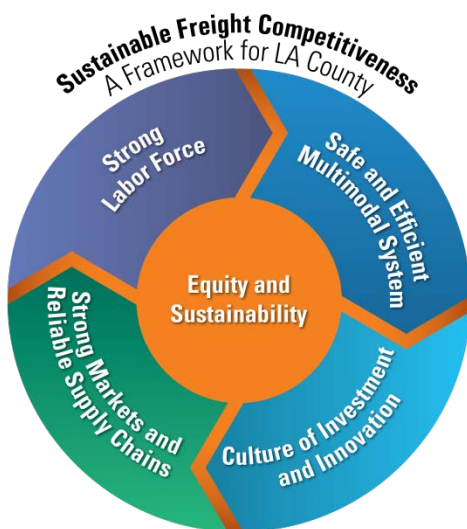 Sustainable Freight Competitiveness
A Framework for LA County
Strong
Labor Force
Safe and Efficient
Multimodal System
Equity and
Sustainability
Strong Markets and
Reliable Supply Chains
Culture of Investment
and Innovation